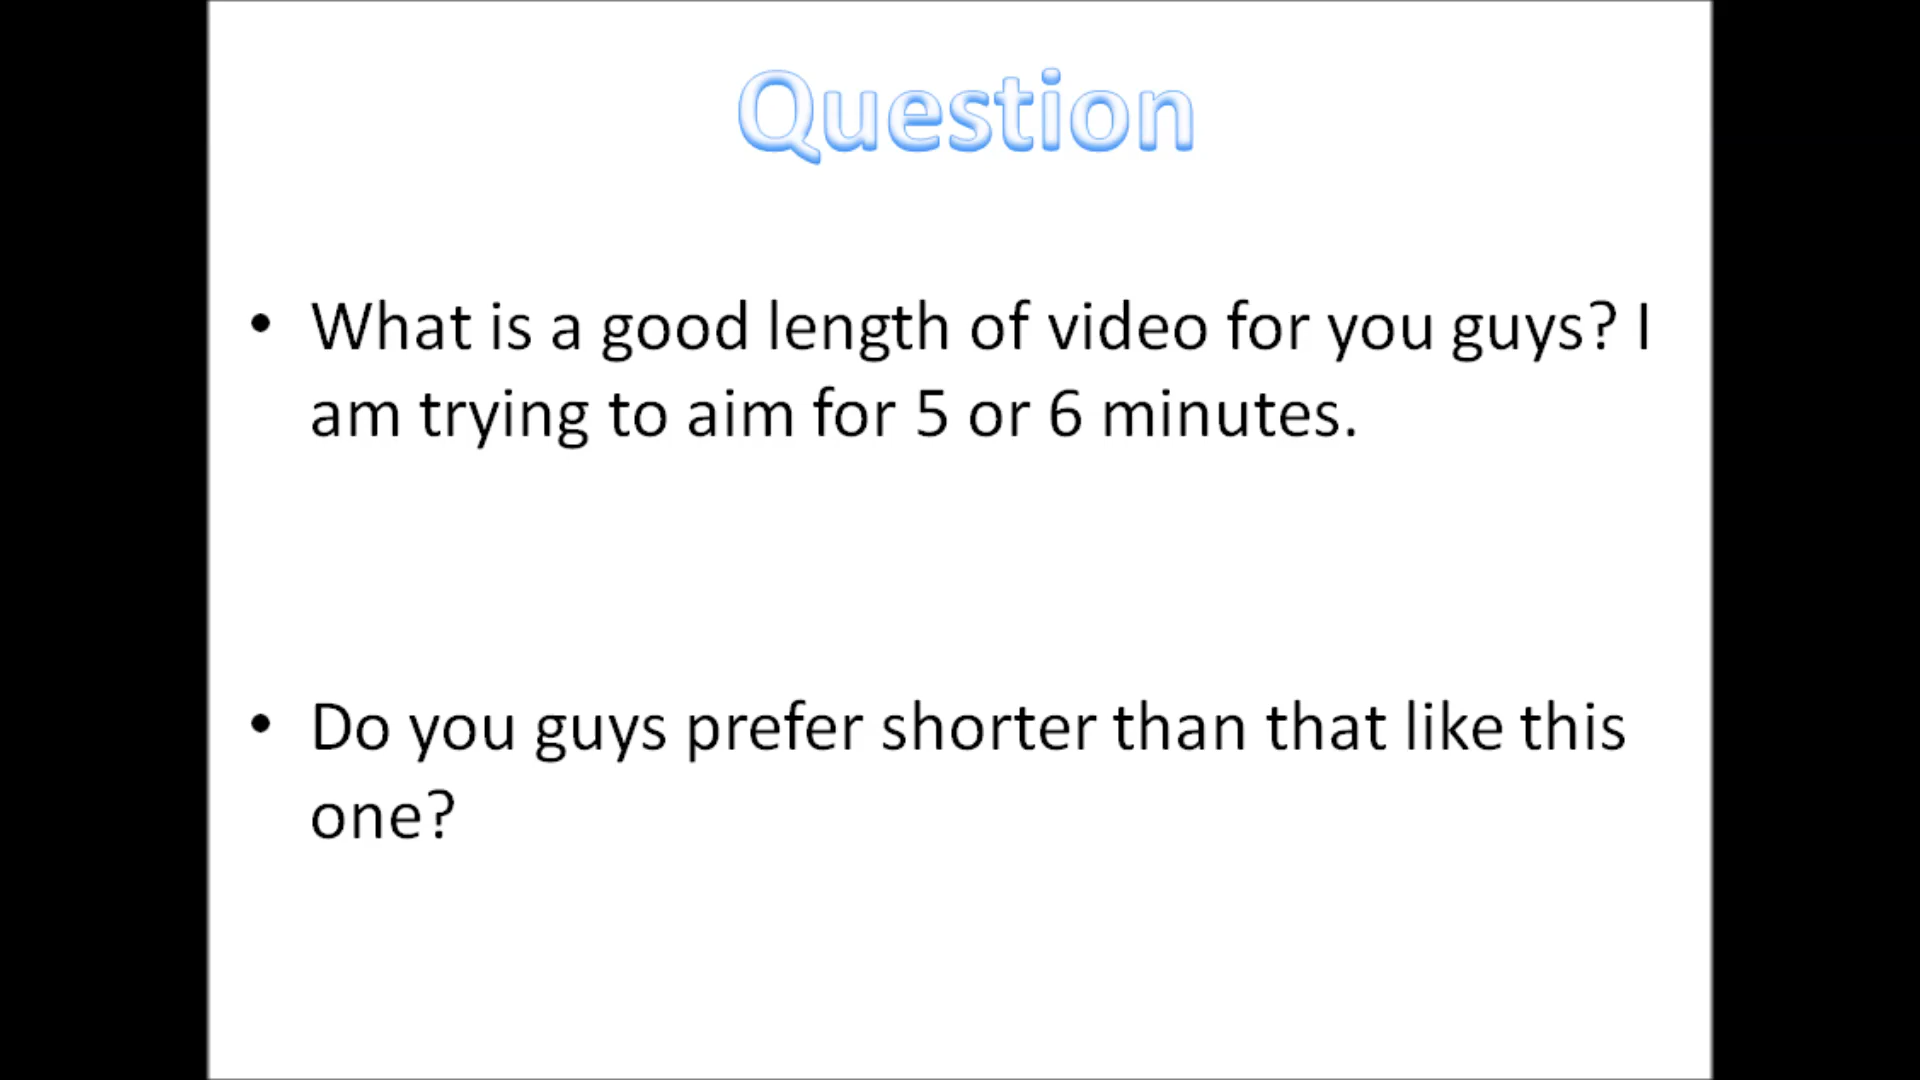 Question
• What is a good length of video for you guys? I
am trying to aim for 5 or 6 minutes.
• Do you guys prefer shorter than that like this
one?